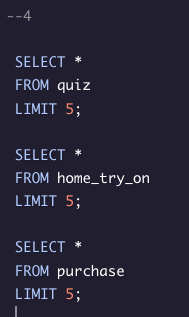 --4
SELECT *
FROM quiz
LIMIT 5;
SELECT *
FROM home_try_on
LIMIT 5;
SELECT *
FROM purchase
LIMIT 5;